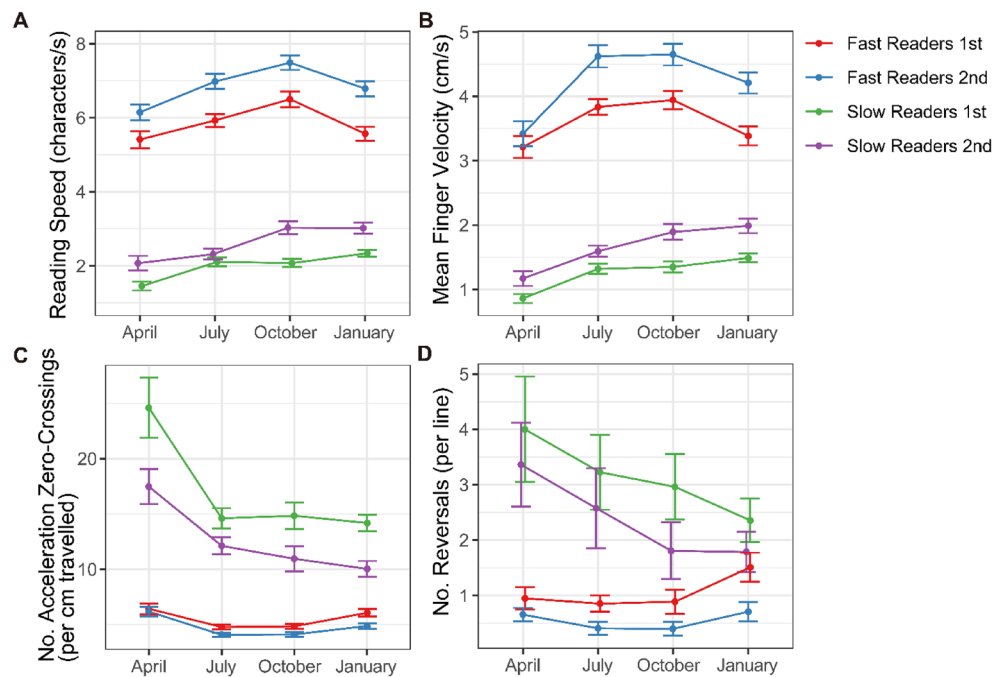 A
Reading Speed (characters/s)
8
6
4
2
April July October January
B
Mean Finger Velocity (cm/s)
5
4
3
2
1
April July October January
Fast Readers 1st
Fast Readers 2nd
Slow Readers 1st
Slow Readers 2nd
C
No. Acceleration Zero-Crossings
(per cm travelled)
20
10
April July October January
D
No. Reversals (per line)
5
4
3
2
1
April July October January